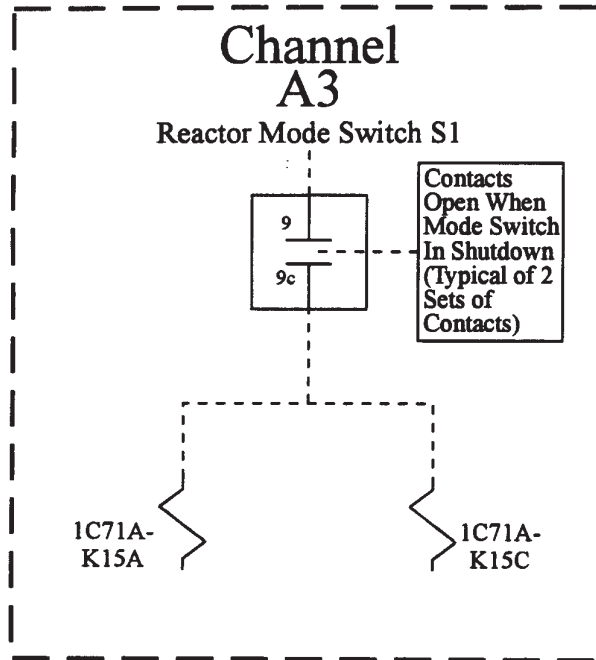 Channel
A3
Reactor Mode Switch S1
9
9c
Contacts
Open When
Mode Switch
In Shutdown
(Typical of 2
Sets of
Contacts)
1C71A-
K15A
1C71A-
K15C